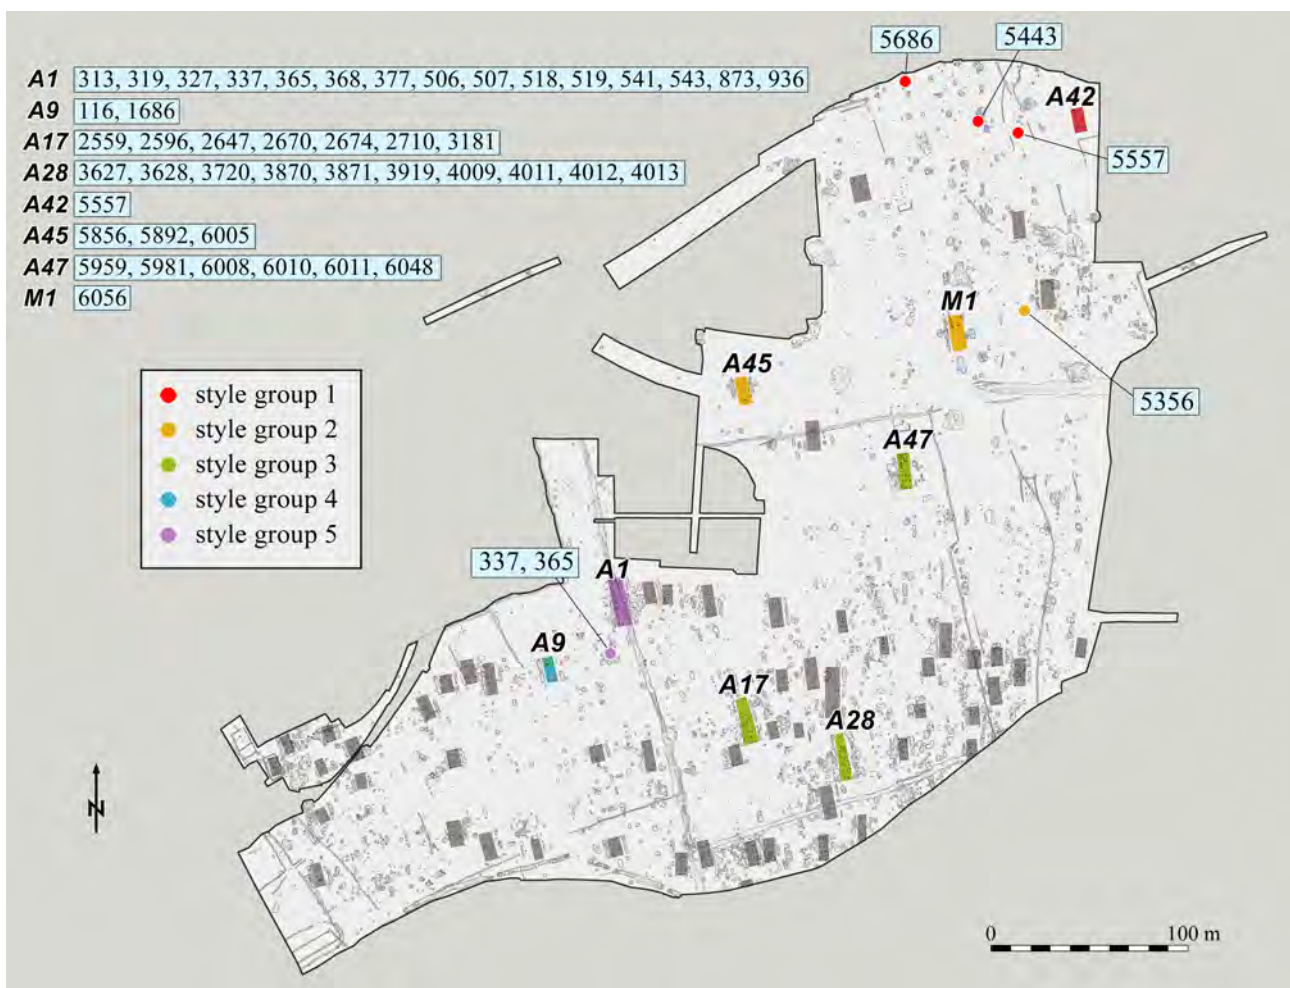 5686
5443
A1 313, 319, 327, 337, 365, 368, 377, 506, 507, 518, 519, 541, 543, 873, 936
A42
A9 116, 1686
A17 2559, 2596, 2647, 2670, 2674, 2710, 3181
5557
A28 3627, 3628, 3720, 3870, 3871, 3919, 4009, 4011, 4012, 4013
A42 5557
A45 5856, 5892, 6005
A47 5959, 5981, 6008, 6010, 6011, 6048
M1 6056
M1
A45
style group 1
5356
style group 2
A47
style group 3
style group 4
style group 5
337, 365
A1
A9
A17
A28
N
0 100 m